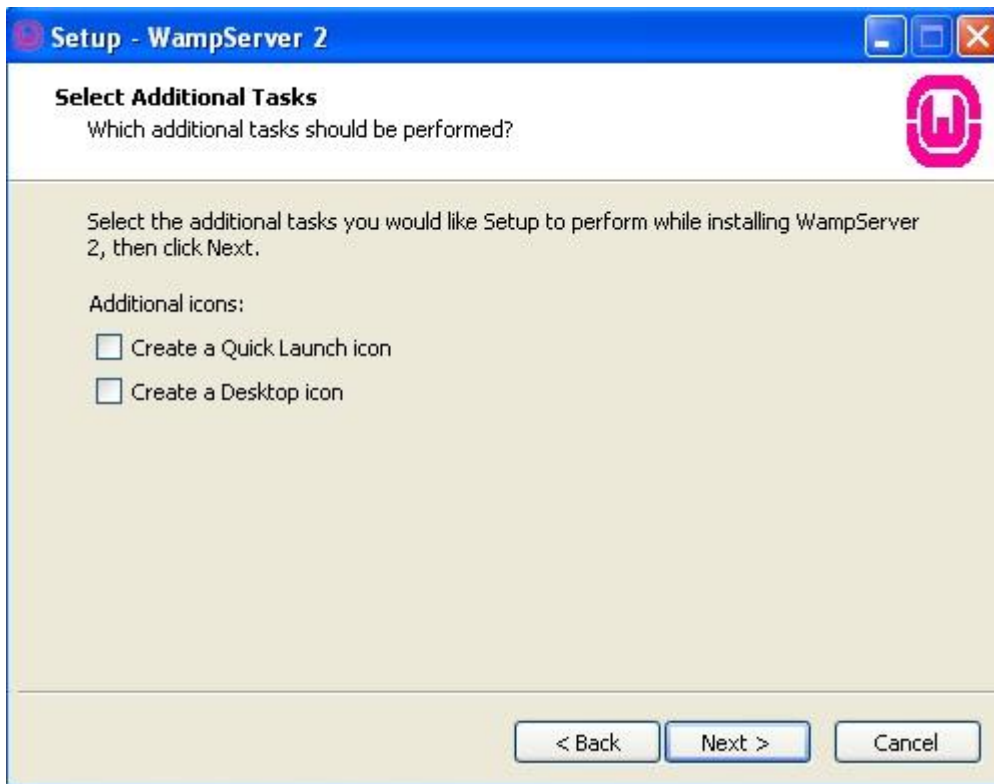 Setup - WampServer 2
Select Additional Tasks
Which additional tasks should be performed?
Select the additional tasks you would like Setup to perform while installing WampServer
2, then click Next.
Additional icons:
Create a Quick Launch icon
Create a Desktop icon
< Back
Next >
Cancel